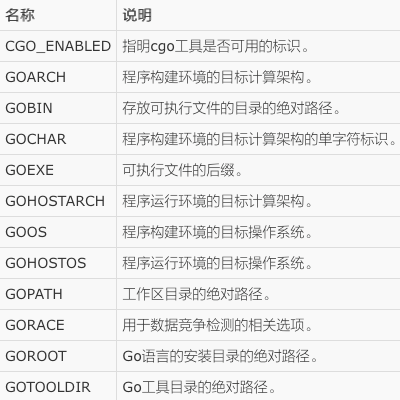 名称 说明
CGO_ENABLED 指明cgo工具是否可用的标识。
GOARCH 程序构建环境的目标计算架构。
GOBIN 存放可执行文件的目录的绝对路径。
GOCHAR 程序构建环境的目标计算架构的单字符标识。
GOEXE 可执行文件的后缀。
GOHOSTARCH 程序运行环境的目标计算架构。
GOOS 程序构建环境的目标操作系统。
GOHOSTOS 程序运行环境的目标操作系统。
GOPATH 工作区目录的绝对路径。
GORACE 用于数据竞争检测的相关选项。
GOROOT Go语言的安装目录的绝对路径。
GOTOOLDIR Go工具目录的绝对路径。